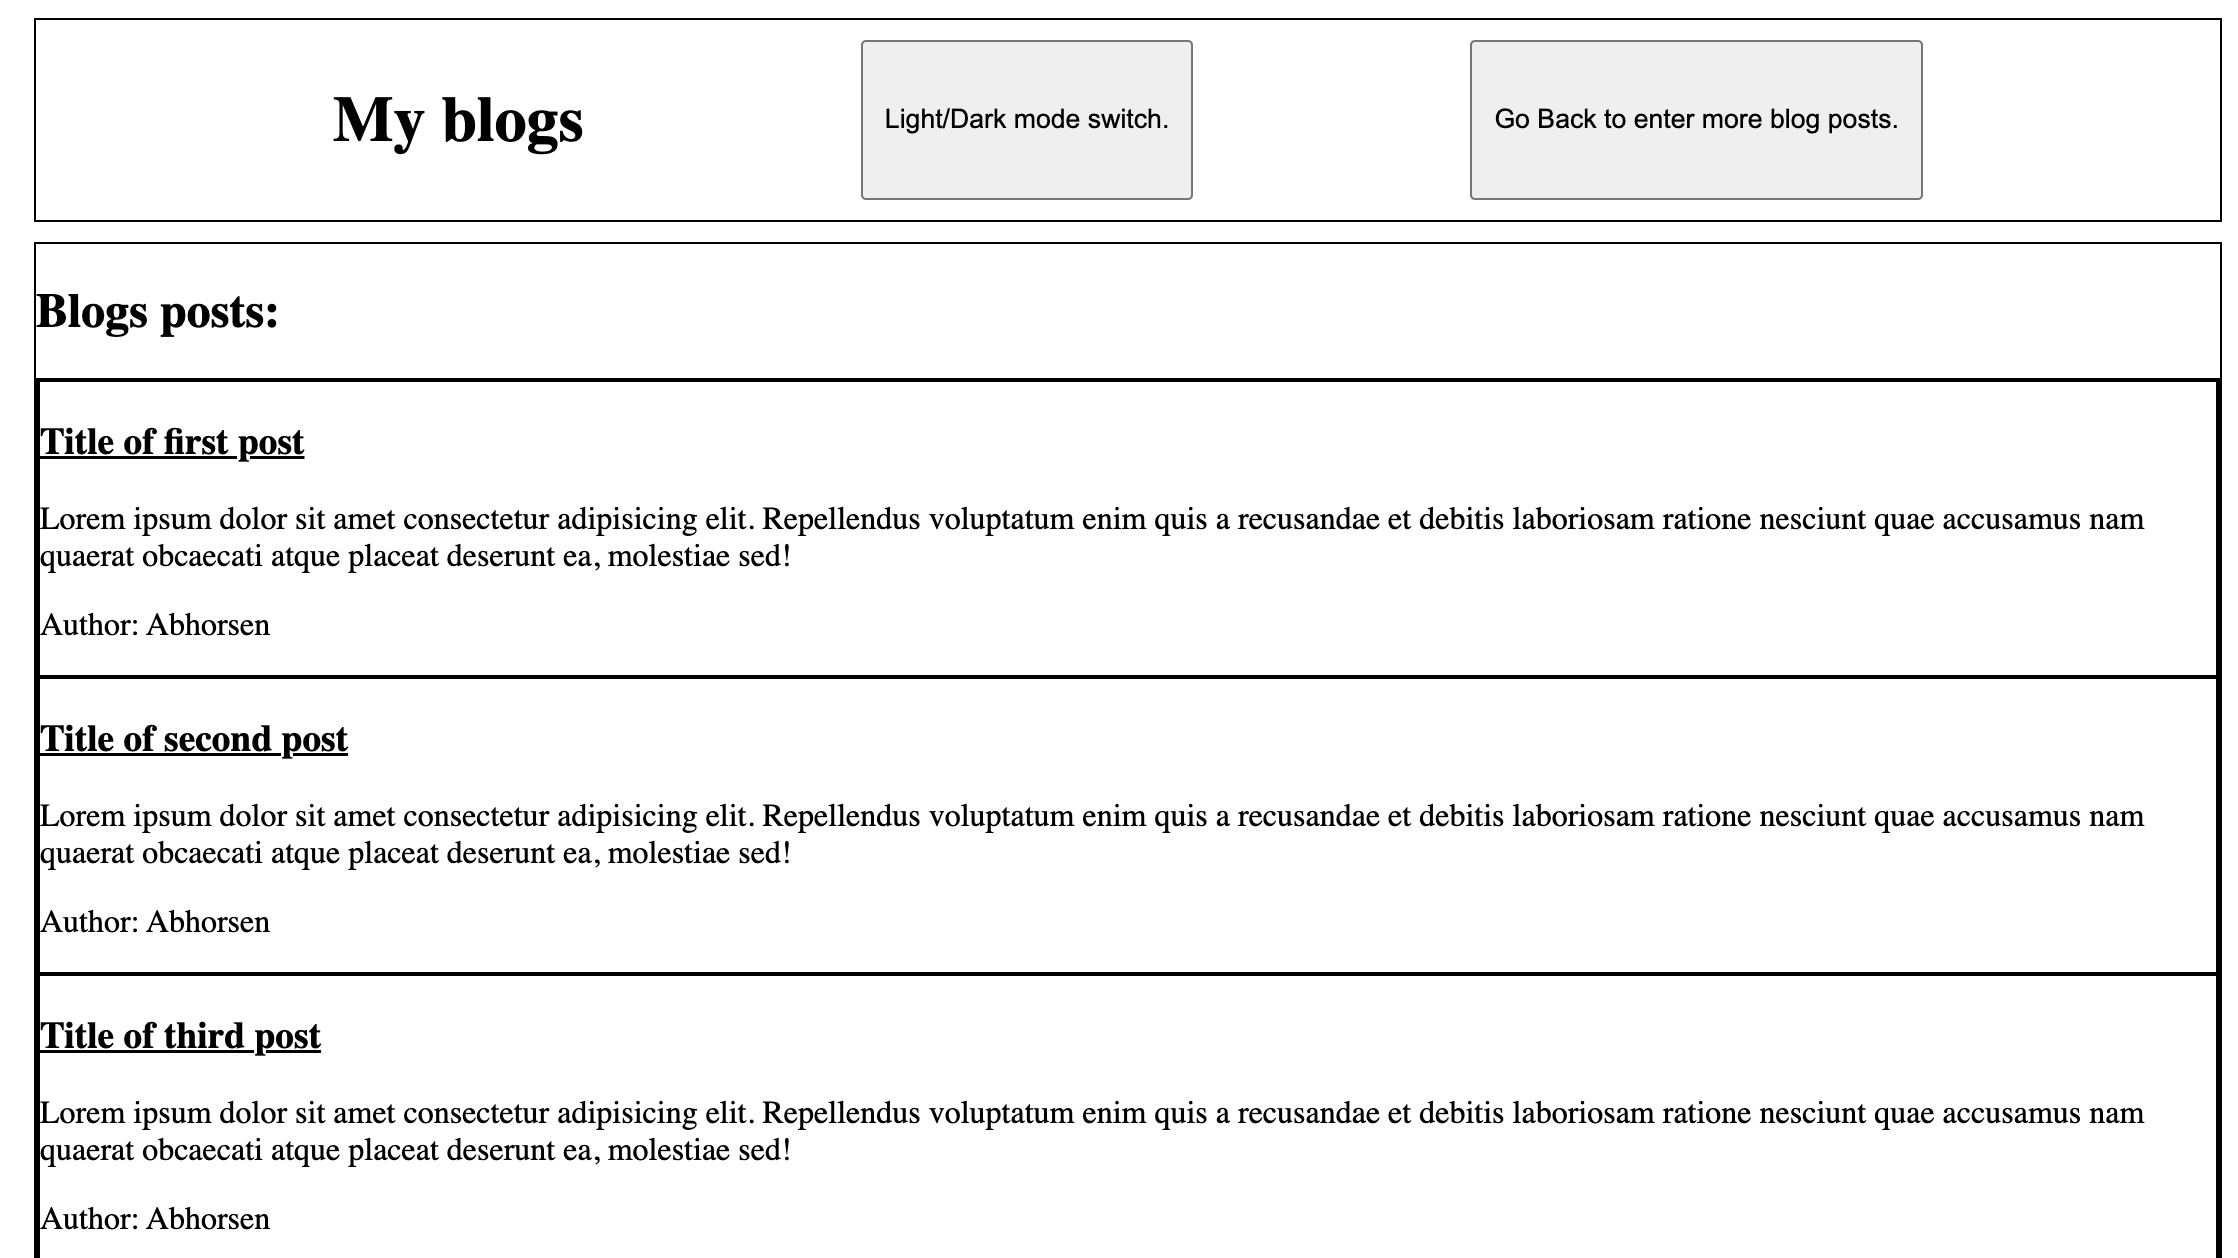 My blogs
Light/Dark mode switch.
Go Back to enter more blog posts.
Blogs posts:
Title of first post
Lorem ipsum dolor sit amet consectetur adipisicing elit. Repellendus voluptatum enim quis a recusandae et debitis laboriosam ratione nesciunt quae accusamus nam
quaerat obcaecati atque placeat deserunt ea, molestiae sed!
Author: Abhorsen
Title of second post
Lorem ipsum dolor sit amet consectetur adipisicing elit. Repellendus voluptatum enim quis a recusandae et debitis laboriosam ratione nesciunt quae accusamus nam
quaerat obcaecati atque placeat deserunt ea, molestiae sed!
Author: Abhorsen
Title of third post
Lorem ipsum dolor sit amet consectetur adipisicing elit. Repellendus voluptatum enim quis a recusandae et debitis laboriosam ratione nesciunt quae accusamus nam
quaerat obcaecati atque placeat deserunt ea, molestiae sed!
Author: Abhorsen